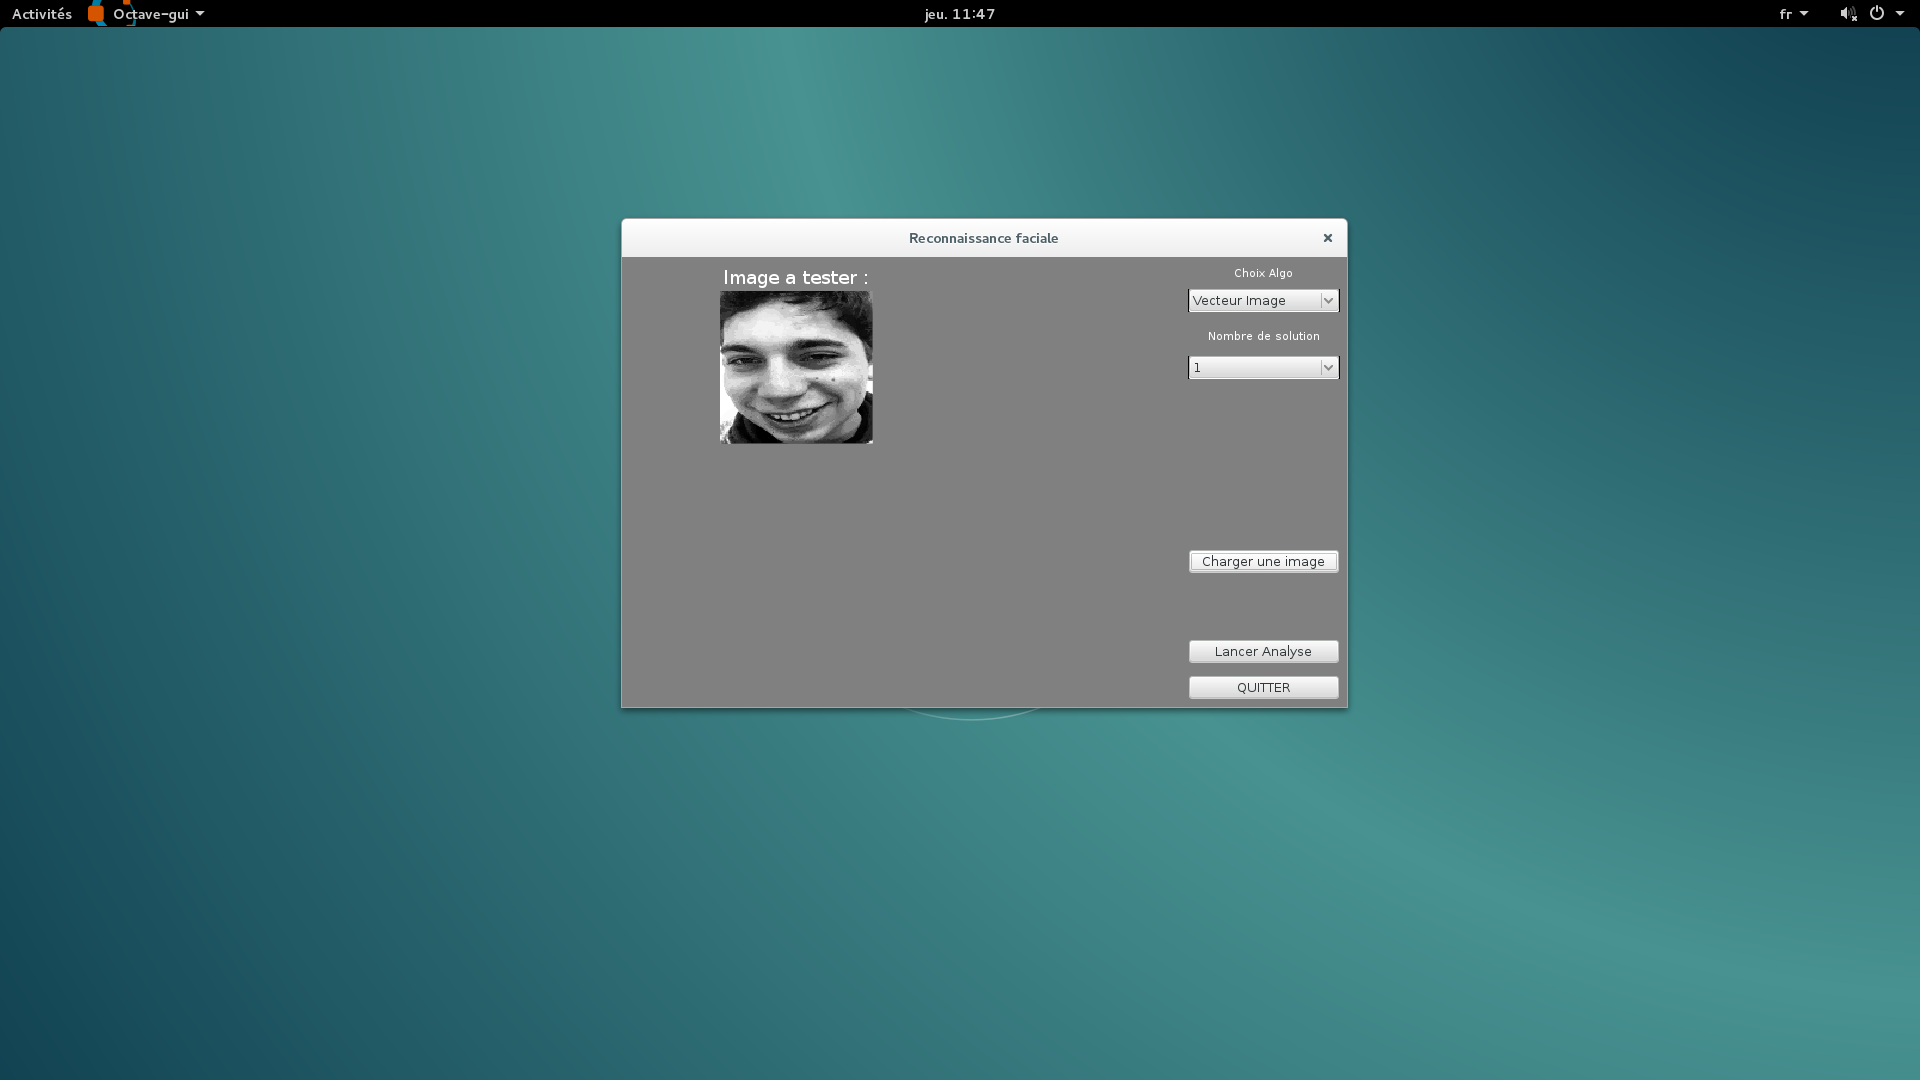 Activités
Octave-gui
jeu. 11:47
fr
Reconnaissance faciale
Image a tester :
Choix Algo
Vecteur Image
Nombre de solution
1
Charger une image
Lancer Analyse
QUITTER